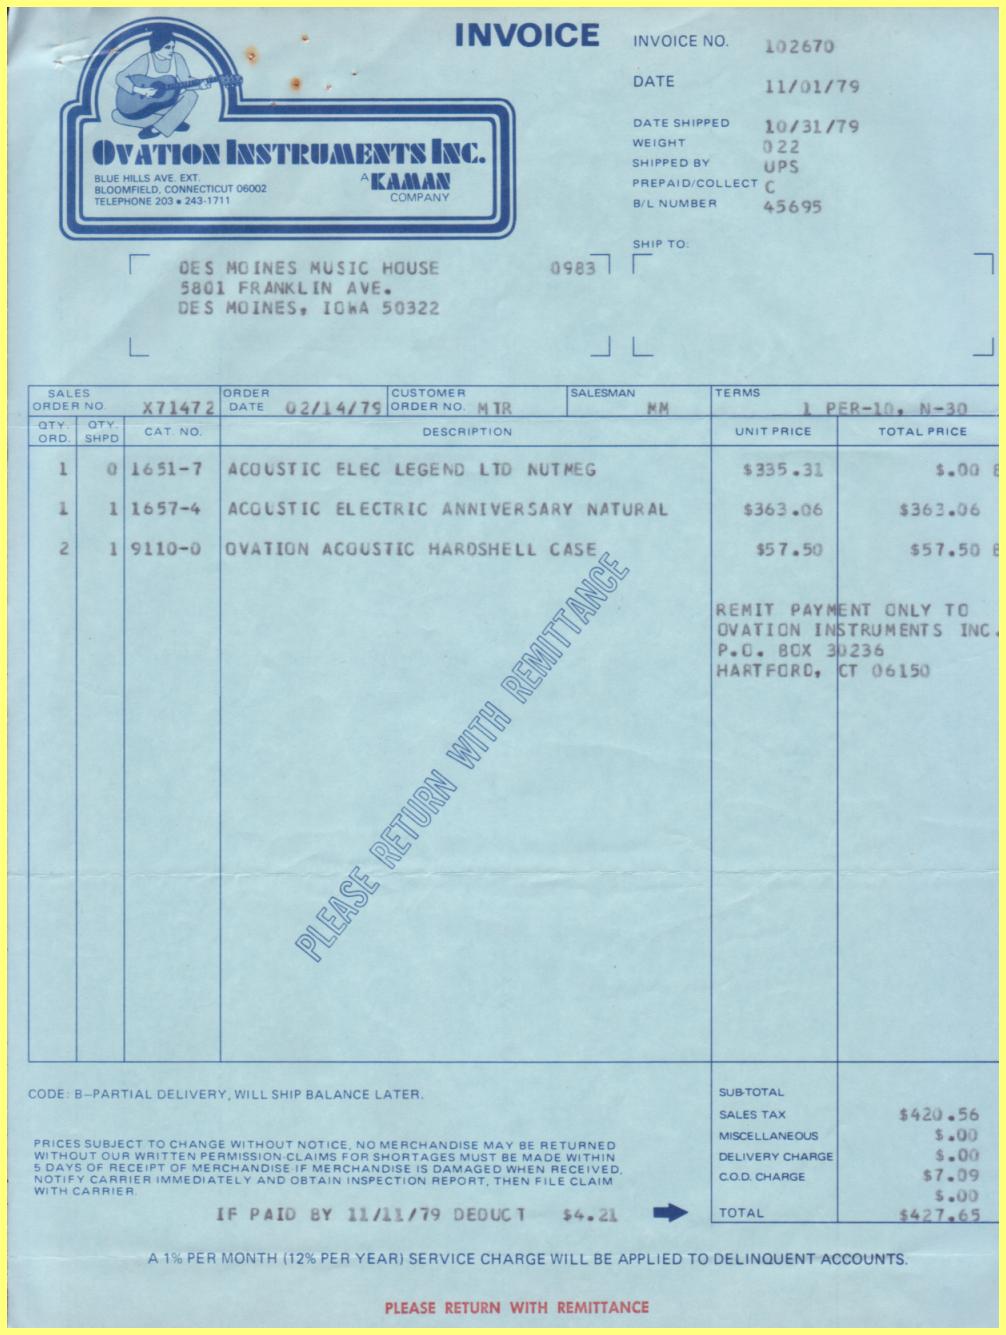 INVOICE
INVOICE NO. 102670
DATE 11/01/79
DATE SHIPPED 10/31/79
WEIGHT 022
SHIPPED BY UPS
PREPAID/COLLECT C
B/L NUMBER 45695
OVATION INSTRUMENTS INC.
BLUE HILLS AVE. EXT.
BLOOMFIELD, CONNECTICUT 06002
TELEPHONE 203 • 243-1711
A KAMAN
COMPANY
SHIP TO:
DES MOINES MUSIC HOUSE 0983
5801 FRANKLIN AVE.
DES MOINES, IOWA 50322
SALES ORDER NO. X71472 ORDER DATE 02/14/79 CUSTOMER ORDER NO. MTR SALESMAN MM TERMS 1 PER-10, N-30
QTY. ORD. QTY. SHPD CAT. NO. DESCRIPTION UNIT PRICE TOTAL PRICE
1 0 1651-7 ACOUSTIC ELEC LEGEND LTD NUTMEG $335.31 $.00 B
1 1 1657-4 ACOUSTIC ELECTRIC ANNIVERSARY NATURAL $363.06 $363.06
2 1 9110-0 OVATION ACOUSTIC HARDSHELL CASE $57.50 $57.50 B
REMIT PAYMENT ONLY TO
OVATION INSTRUMENTS INC.
P.O. BOX 30236
HARTFORD, CT 06150
PLEASE RETURN WITH REMITTANCE
CODE: B—PARTIAL DELIVERY, WILL SHIP BALANCE LATER.
SUB-TOTAL
SALES TAX $420.56
MISCELLANEOUS $.00
DELIVERY CHARGE $.00
C.O.D. CHARGE $7.09
$.00
TOTAL $427.65
PRICES SUBJECT TO CHANGE WITHOUT NOTICE, NO MERCHANDISE MAY BE RETURNED
WITHOUT OUR WRITTEN PERMISSION-CLAIMS FOR SHORTAGES MUST BE MADE WITHIN
5 DAYS OF RECEIPT OF MERCHANDISE-IF MERCHANDISE IS DAMAGED WHEN RECEIVED,
NOTIFY CARRIER IMMEDIATELY AND OBTAIN INSPECTION REPORT, THEN FILE CLAIM
WITH CARRIER.
IF PAID BY 11/11/79 DEDUCT $4.21
A 1% PER MONTH (12% PER YEAR) SERVICE CHARGE WILL BE APPLIED TO DELINQUENT ACCOUNTS.
PLEASE RETURN WITH REMITTANCE